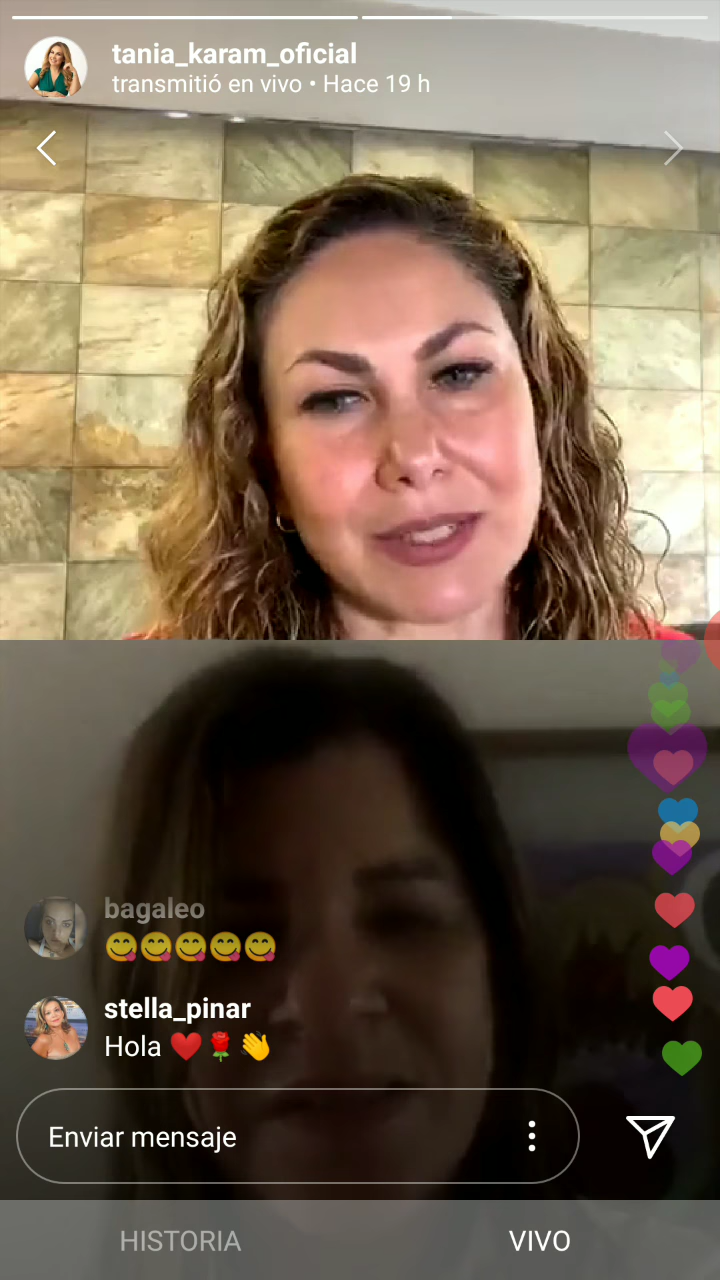 tania_karam_oficial
transmitió en vivo • Hace 19 h
bagaleo
😋😋😋😋😋
stella_pinar
Hola ❤️🌹👋
Enviar mensaje
HISTORIA
VIVO